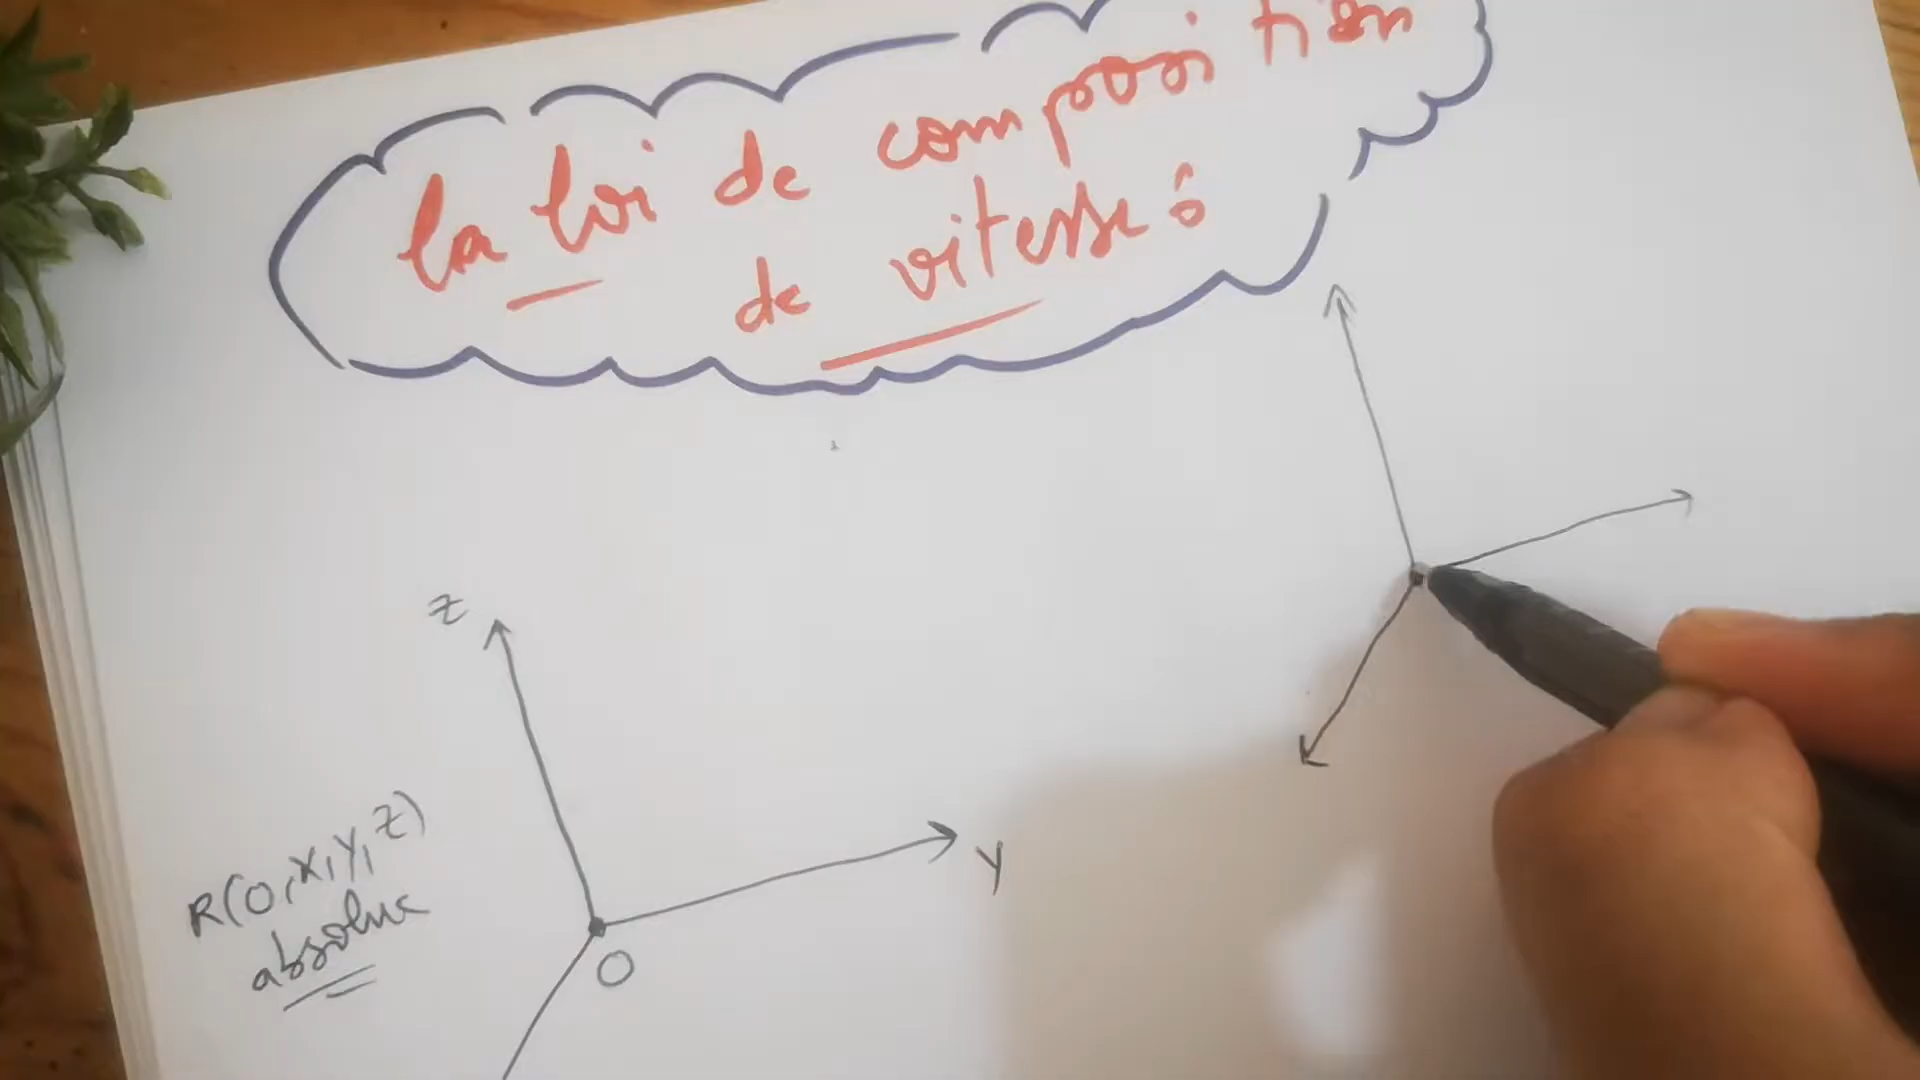 la loi de composition
de vitesse :
Z
R(O, X, Y, Z)
absolue
Y
O